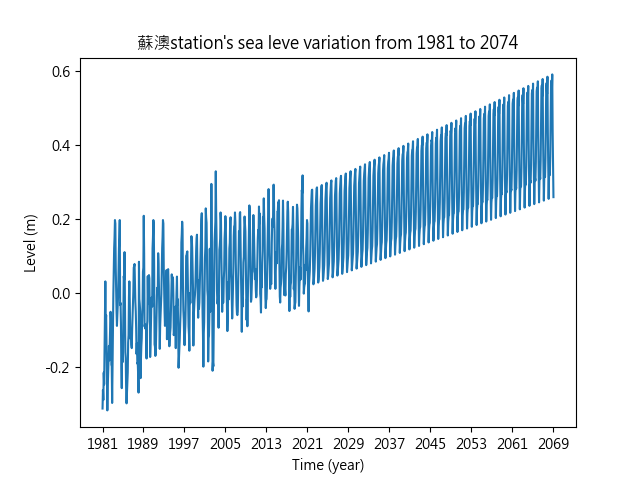 蘇澳station's sea leve variation from 1981 to 2074
0.6
0.4
0.2
0.0
-0.2
Level (m)
1981 1989 1997 2005 2013 2021 2029 2037 2045 2053 2061 2069
Time (year)